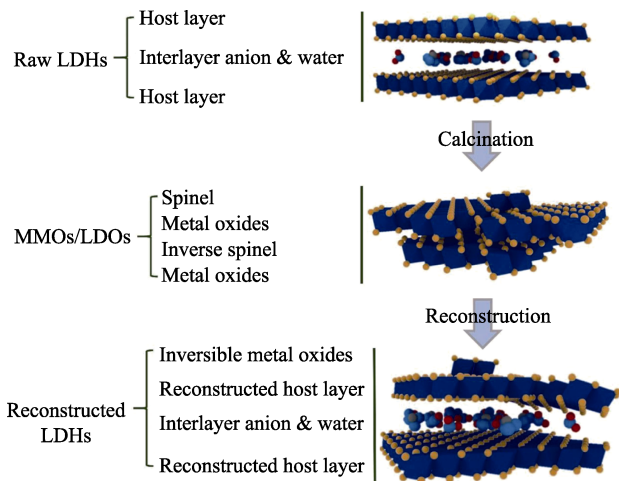 Raw LDHs
Host layer
Interlayer anion & water
Host layer
Calcination
MMOs/LDOs
Spinel
Metal oxides
Inverse spinel
Metal oxides
Reconstruction
Reconstructed
LDHs
Inversible metal oxides
Reconstructed host layer
Interlayer anion & water
Reconstructed host layer